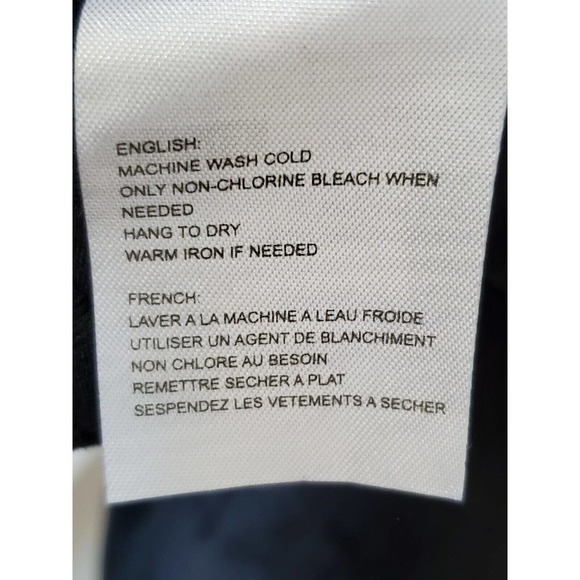 ENGLISH:
MACHINE WASH COLD
ONLY NON-CHLORINE BLEACH WHEN
NEEDED
HANG TO DRY
WARM IRON IF NEEDED
FRENCH:
LAVER A LA MACHINE A LEAU FROIDE
UTILISER UN AGENT DE BLANCHIMENT
NON CHLORE AU BESOIN
REMETTRE SECHER A PLAT
SESPENDEZ LES VETEMENTS A SECHER